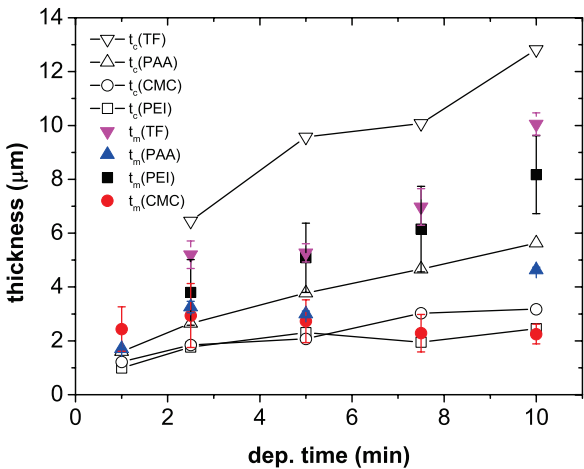 14
12
10
8
6
4
2
0
thickness (μm)
t_c(TF)
t_c(PAA)
t_c(CMC)
t_c(PEI)
t_m(TF)
t_m(PAA)
t_m(PEI)
t_m(CMC)
0 2 4 6 8 10
dep. time (min)